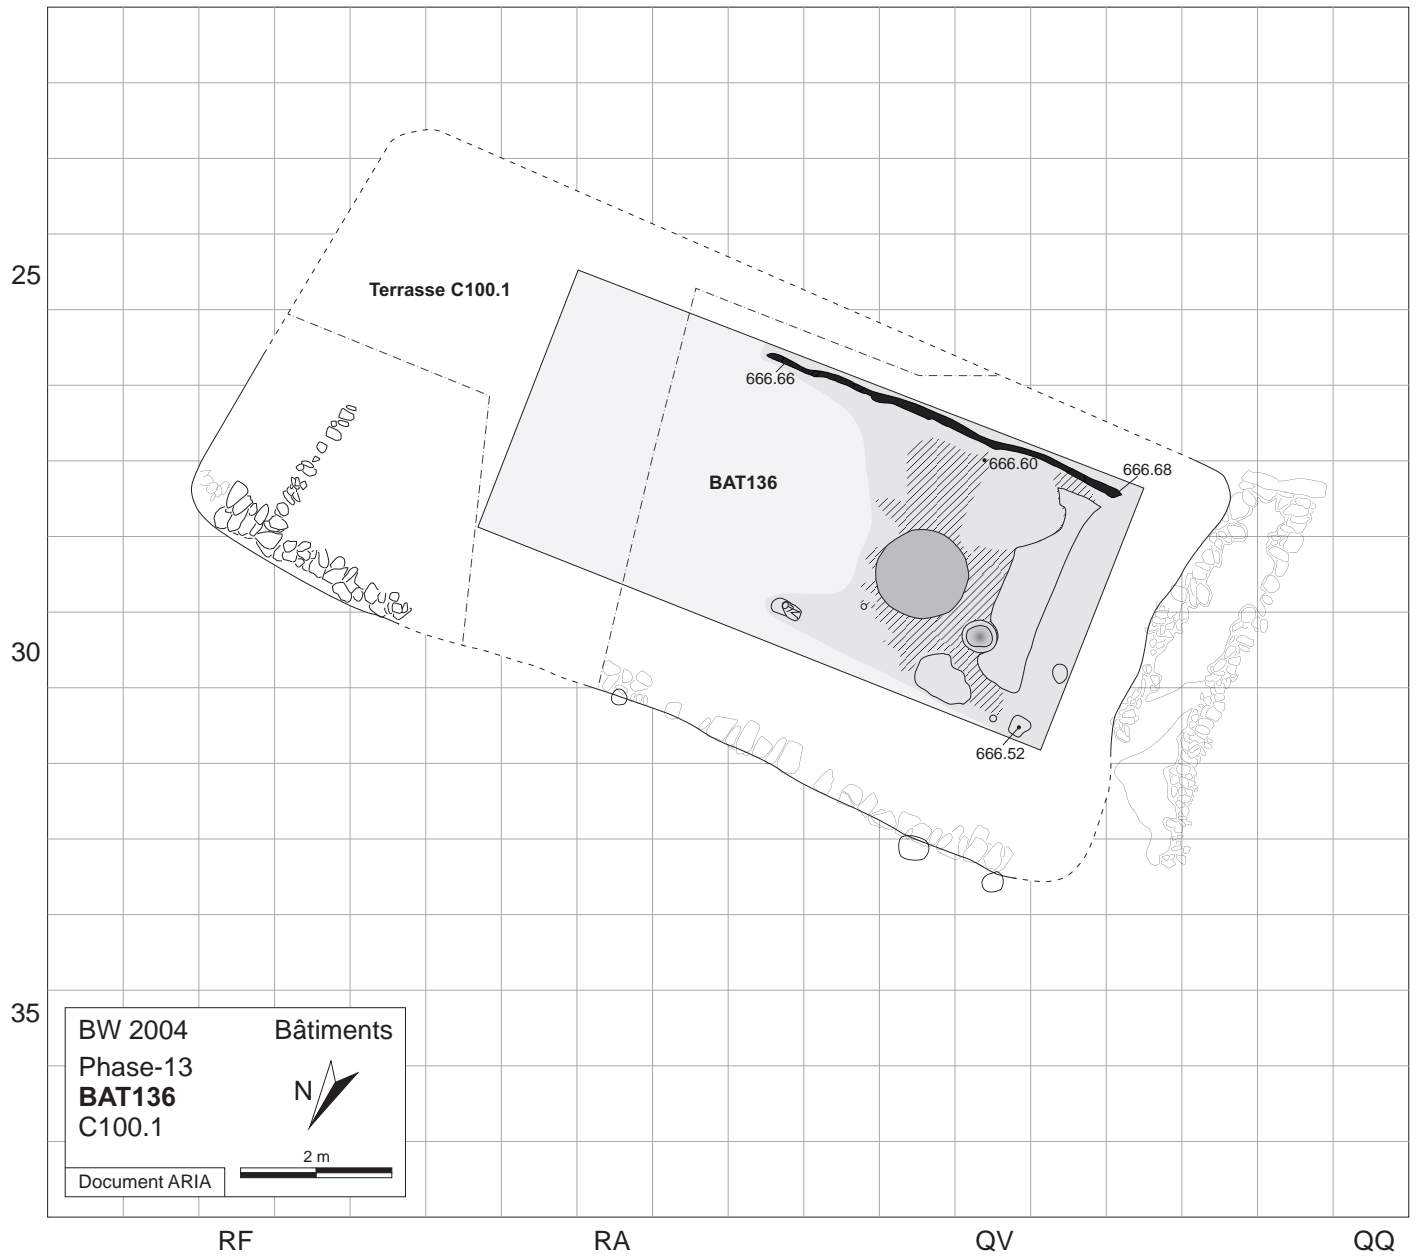 25
Terrasse C100.1
666.66
666.60
666.68
BAT136
30
666.52
35
BW 2004
Bâtiments
Phase-13
BAT136
C100.1
N
2 m
Document ARIA
RF
RA
QV
QQ